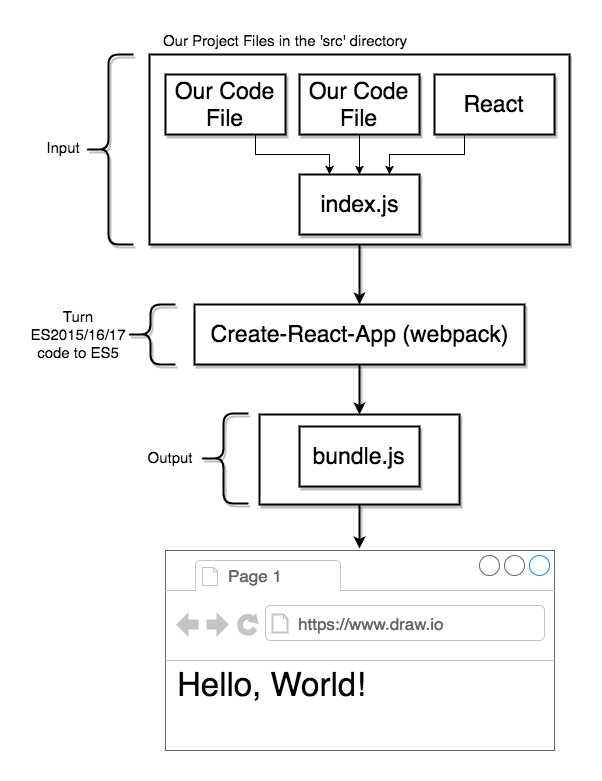 Our Project Files in the 'src' directory
Our Code
File
Our Code
File
React
Input
index.js
Turn
ES2015/16/17
code to ES5
Create-React-App (webpack)
Output
bundle.js
Page 1
https://www.draw.io
Hello, World!